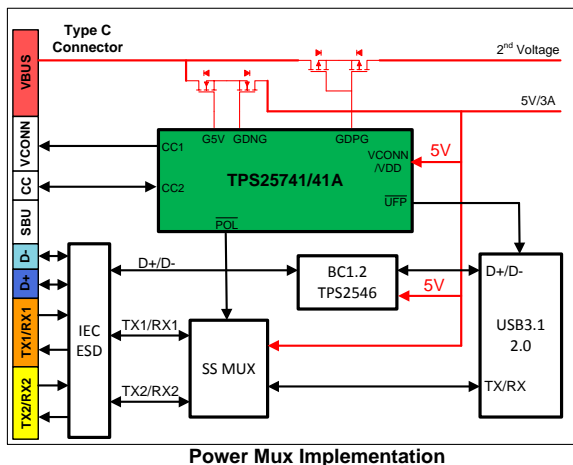 Type C
Connector
2nd Voltage
5V/3A
VBUS
VCONN
CC
SBU
D-
D+
TX1/RX1
TX2/RX2
G5V
GDNG
GDPG
CC1
CC2
TPS25741/41A
VCONN
/VDD
UFP
POL
5V
D+/D-
BC1.2
TPS2546
5V
D+/D-
IEC
ESD
TX1/RX1
TX2/RX2
SS MUX
USB3.1
2.0
TX/RX
Power Mux Implementation